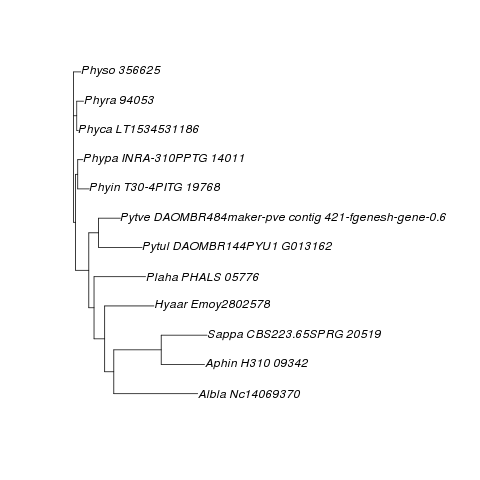 Physo 356625
Phyra 94053
Phyca LT1534531186
Phypa INRA-310PPTG 14011
Phyin T30-4PITG 19768
Pytve DAOMBR484maker-pve contig 421-fgenesh-gene-0.6
Pytul DAOMBR144PYU1 G013162
Plaha PHALS 05776
Hyaar Emoy2802578
Sappa CBS223.65SPRG 20519
Aphin H310 09342
Albla Nc14069370